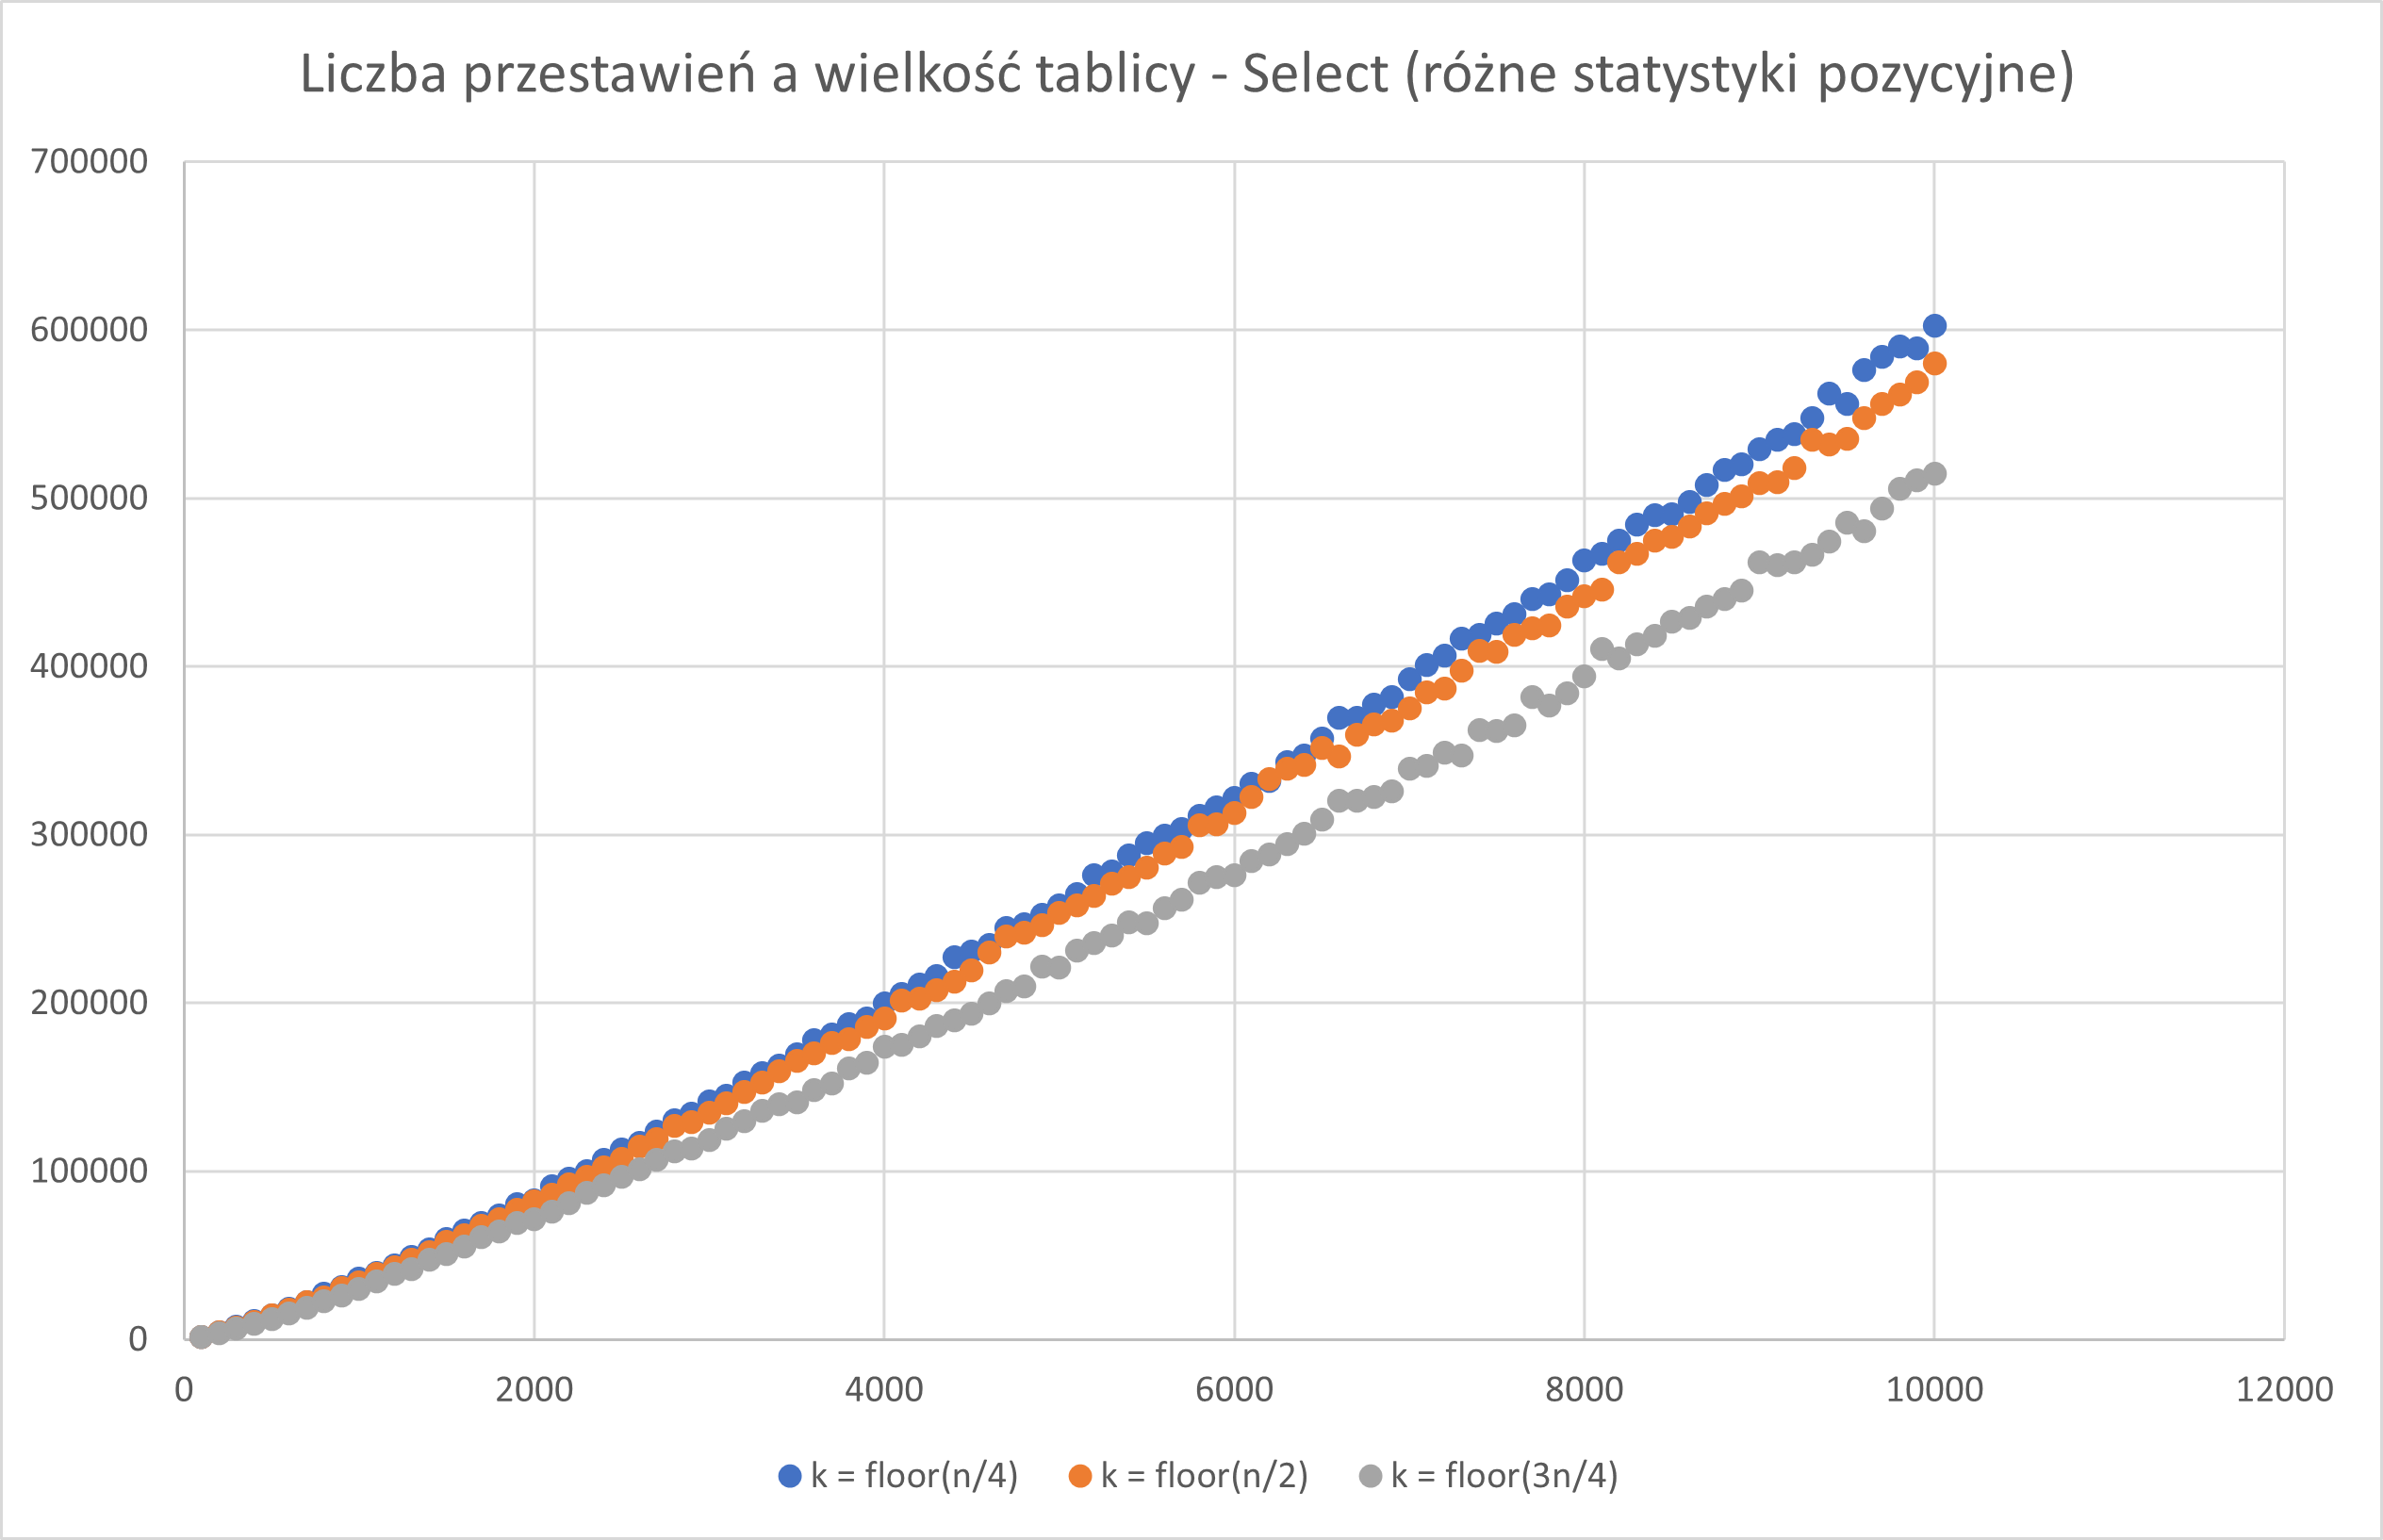 Liczba przestawień a wielkość tablicy - Select (różne statystyki pozycyjne)
700000
600000
500000
400000
300000
200000
100000
0
0 2000 4000 6000 8000 10000 12000
k = floor(n/4) k = floor(n/2) k = floor(3n/4)